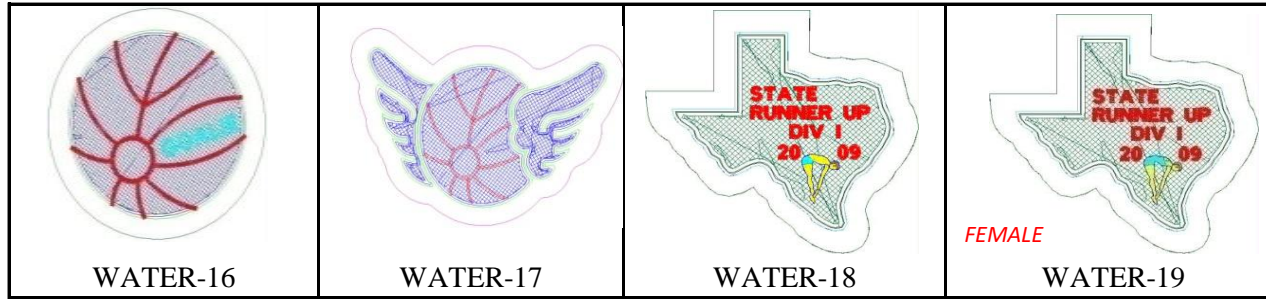 STATE
RUNNER UP
DIV I
20 09
STATE
RUNNER UP
DIV I
20 09
FEMALE
WATER-16
WATER-17
WATER-18
WATER-19